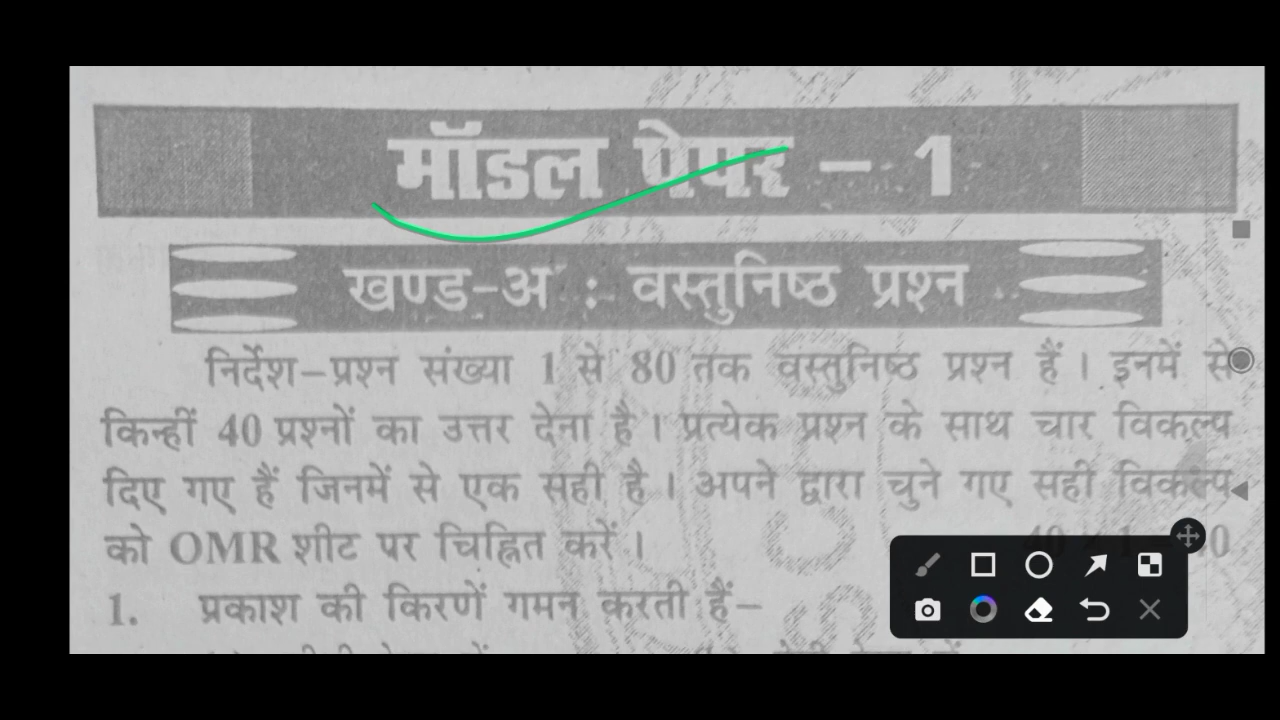 मॉडल पेपर – 1
खण्ड-अ : वस्तुनिष्ठ प्रश्न
निर्देश–प्रश्न संख्या 1 से 80 तक वस्तुनिष्ठ प्रश्न हैं । इनमें से
किन्हीं 40 प्रश्नों का उत्तर देना है । प्रत्येक प्रश्न के साथ चार विकल्प
दिए गए हैं जिनमें से एक सही है । अपने द्वारा चुने गए सही विकल्प
को OMR शीट पर चिह्नित करें ।
1. प्रकाश की किरणें गमन करती हैं–